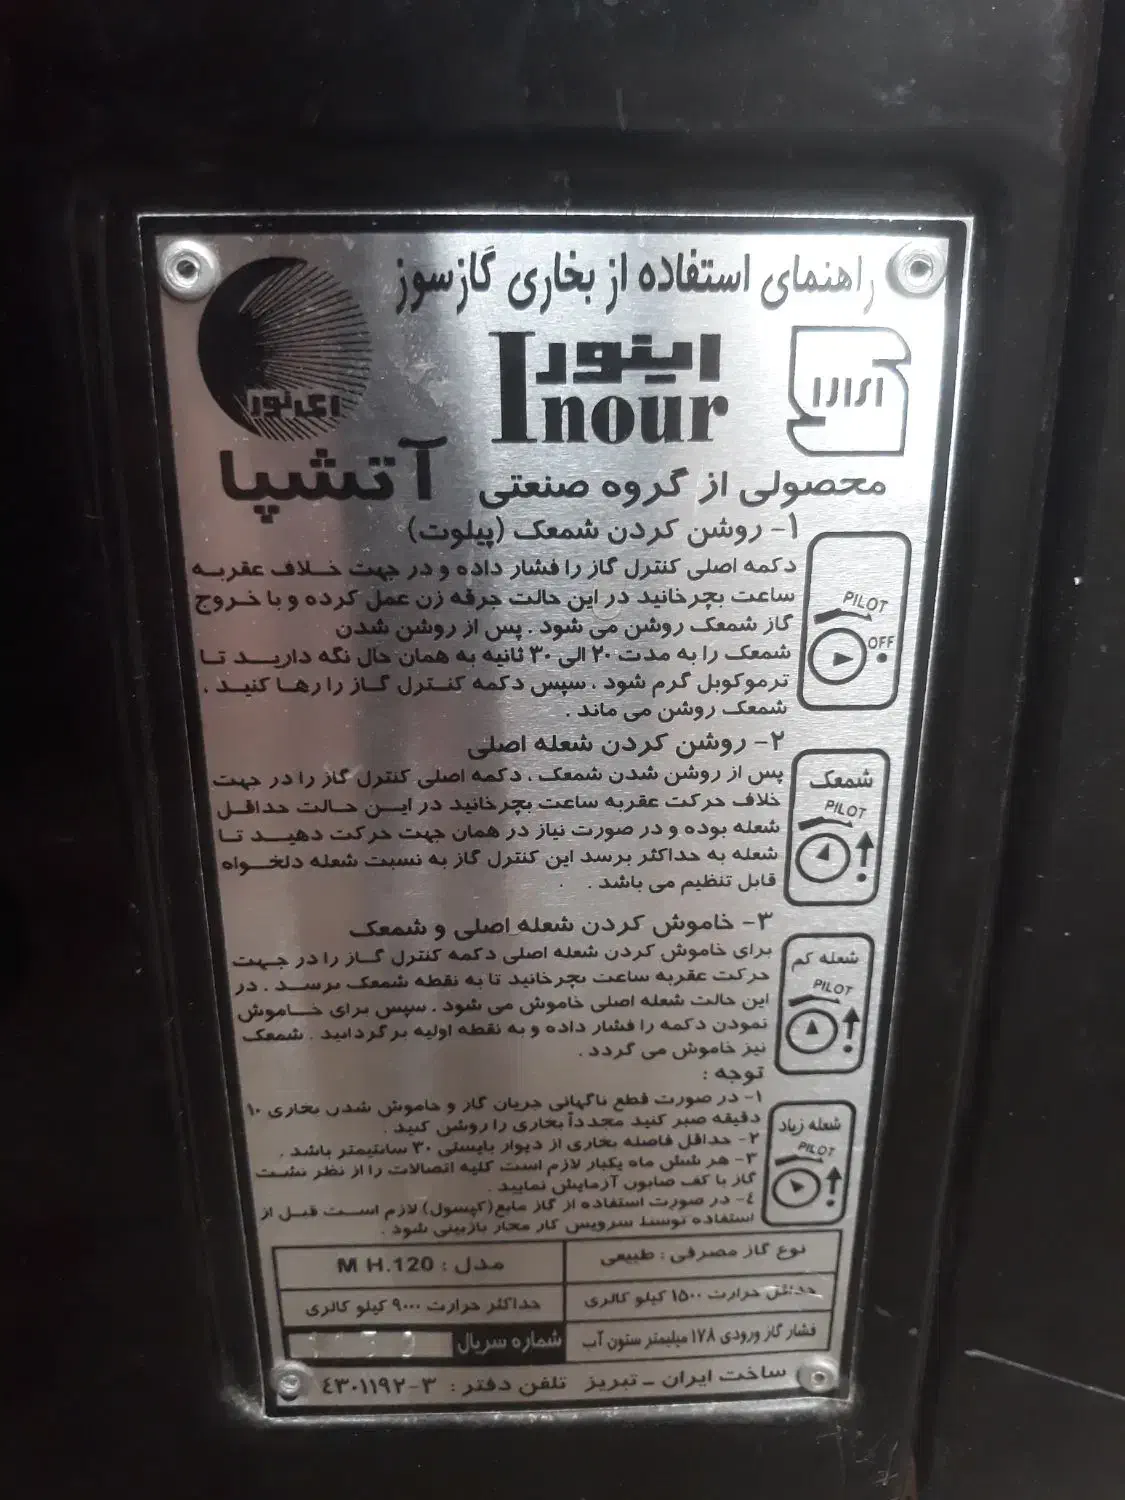 راهنمای استفاده از بخاری گازسوز
اینور
Inour
ای نور
محصولی از گروه صنعتی آتشپا
۱- روشن کردن شمعک (پیلوت)
دکمه اصلی کنترل گاز را فشار داده و در جهت خلاف عقربه
ساعت بچرخانید در این حالت جرقه زن عمل کرده و با خروج
گاز شمعک روشن می شود . پس از روشن شدن
شمعک را به مدت ۲۰ الی ۳۰ ثانیه به همان حال نگه دارید تا
ترموکوبل گرم شود ، سپس دکمه کنترل گاز را رها کنید .
شمعک روشن می ماند .
PILOT
OFF
۲- روشن کردن شعله اصلی
پس از روشن شدن شمعک ، دکمه اصلی کنترل گاز را در جهت
خلاف حرکت عقربه ساعت بچرخانید در این حالت حداقل
شعله بوده و در صورت نیاز در همان جهت حرکت دهید تا
شعله به حداکثر برسد این کنترل گاز به نسبت شعله دلخواه
قابل تنظیم می باشد .
شمعک
PILOT
۳- خاموش کردن شعله اصلی و شمعک
برای خاموش کردن شعله اصلی دکمه کنترل گاز را در جهت
حرکت عقربه ساعت بچرخانید تا به نقطه شمعک برسد . در
این حالت شعله اصلی خاموش می شود . سپس برای خاموش
نمودن دکمه را فشار داده و به نقطه اولیه برگردانید . شمعک
نیز خاموش می گردد .
شعله کم
PILOT
توجه :
۱- در صورت قطع ناگهانی جریان گاز و خاموش شدن بخاری ۱۰
دقیقه صبر کنید مجدداً بخاری را روشن کنید .
۲- حداقل فاصله بخاری از دیوار بایستی ۳۰ سانتیمتر باشد .
۳- هر شش ماه یکبار لازم است کلیه اتصالات را از نظر نشت
گاز با کف صابون آزمایش نمایید .
۴- در صورت استفاده از گاز مایع (کپسول) لازم است قبل از
استفاده توسط سرویس کار مجاز بازبینی شود .
شعله زیاد
PILOT
نوع گاز مصرفی : طبیعی
مدل : M H.120
حداقل حرارت ۱۵۰۰ کیلو کالری
حداکثر حرارت ۹۰۰۰ کیلو کالری
فشار گاز ورودی ۱۷۸ میلیمتر ستون آب
شماره سریال
ساخت ایران ـ تبریز تلفن دفتر : ۳-۴۳۰۱۱۹۲